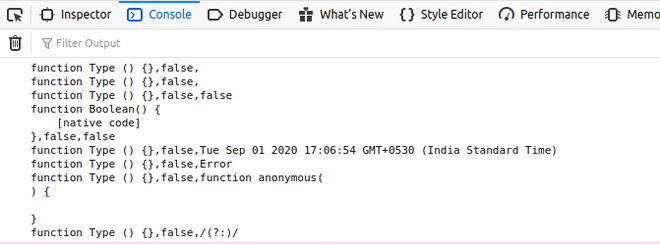 Inspector Console Debugger What's New Style Editor Performance Memo
Filter Output
function Type () {},false,
function Type () {},false,
function Type () {},false,false
function Boolean() {
    [native code]
},false,false
function Type () {},false,Tue Sep 01 2020 17:06:54 GMT+0530 (India Standard Time)
function Type () {},false,Error
function Type () {},false,function anonymous(
) {
}
function Type () {},false,/(?:)/